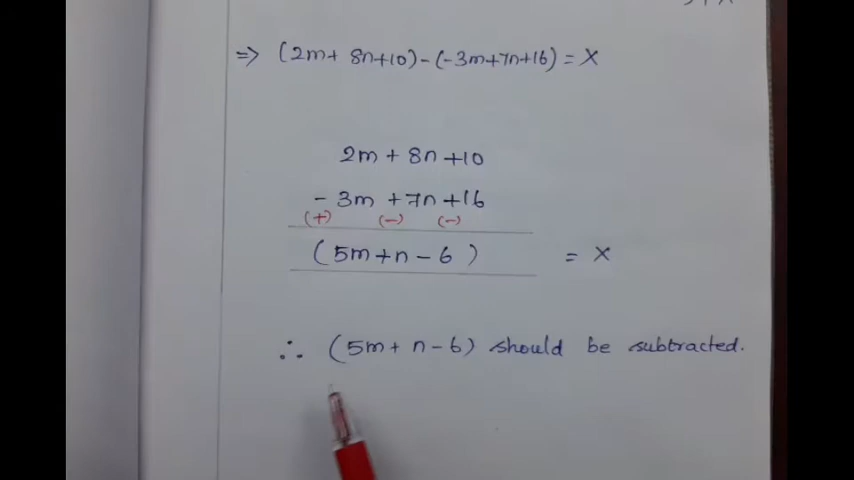 => (2m+ 8n+10)-(-3m+7n+16) = X
2m + 8n +10
- 3m +7n +16
(+) (-) (-)
(5m+n-6) = X
∴ (5m+ n-6) should be subtracted.